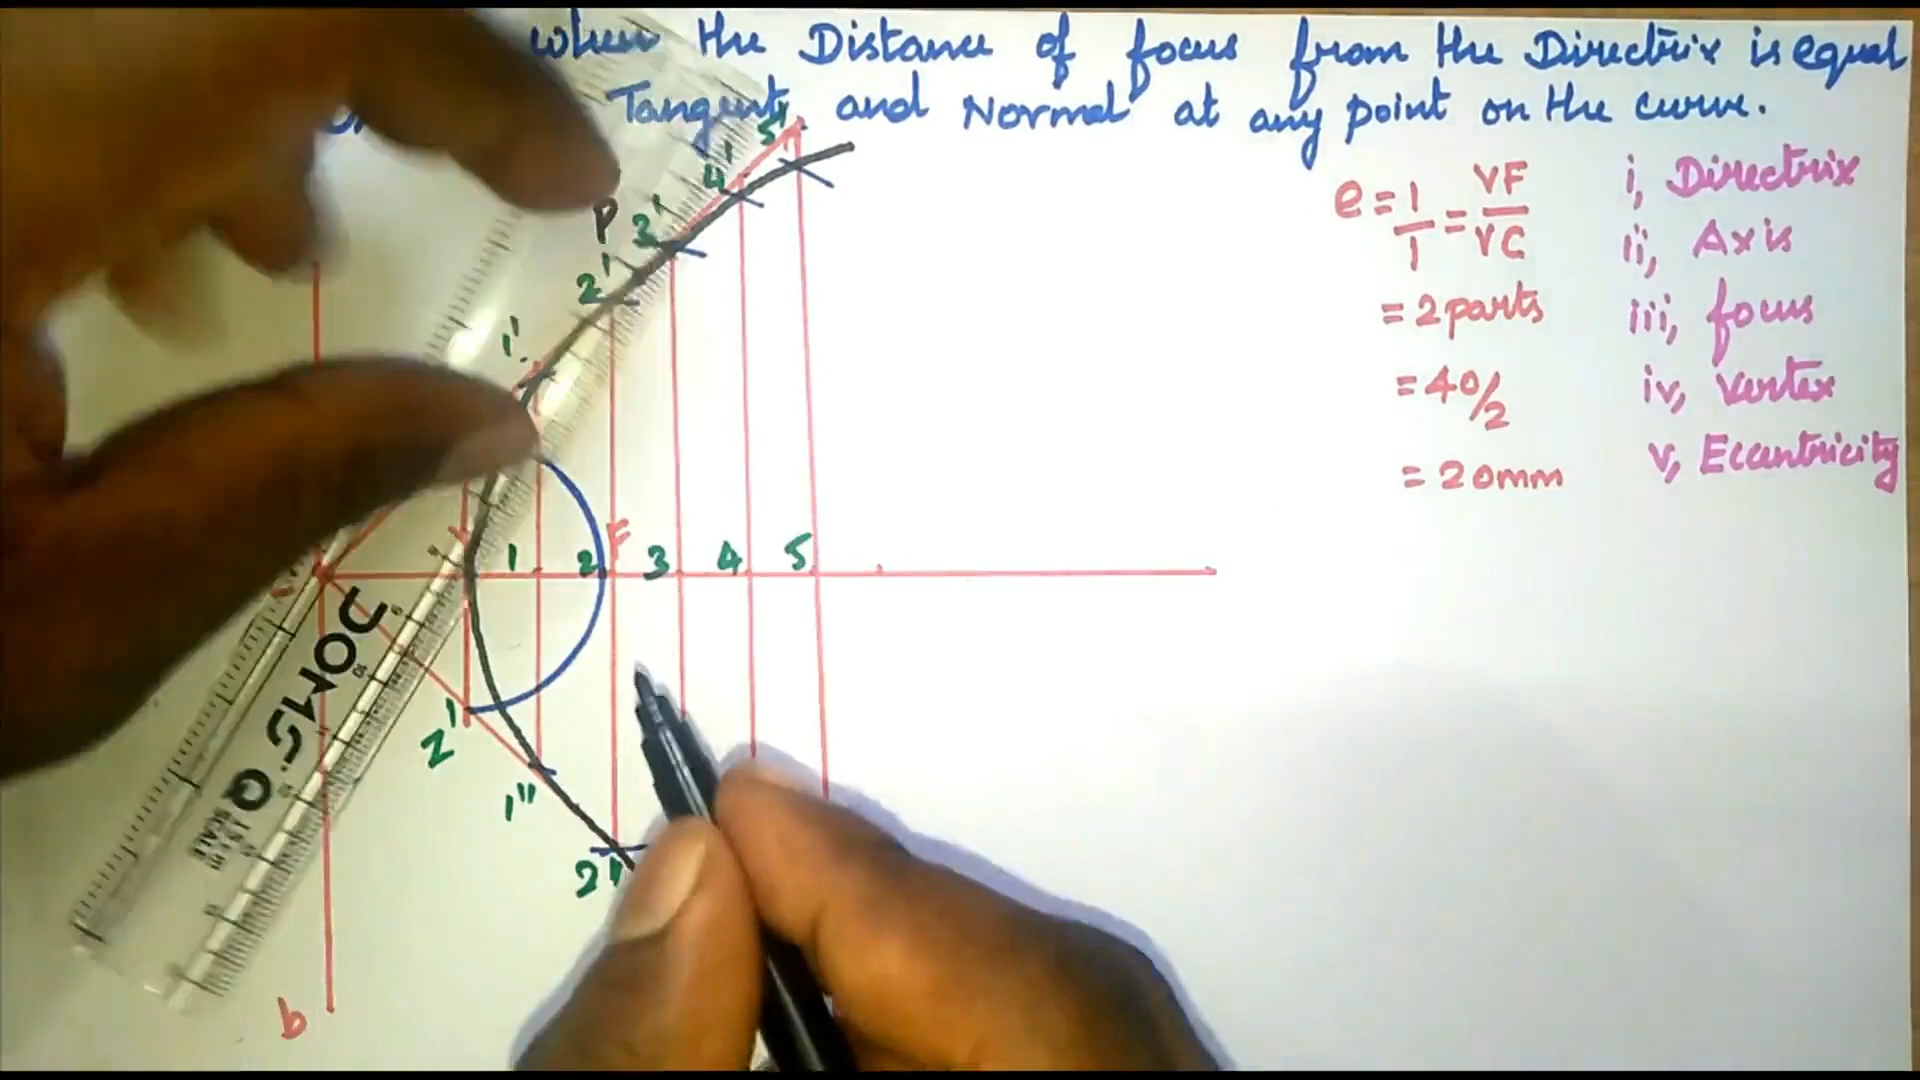 when the Distance of focus from the Directrix is equal
Tangent and Normal at any point on the curve.
e = 1/1 = VF/VC
= 2 parts
= 40/2
= 20mm
i, Directrix
ii, Axis
iii, focus
iv, Vertex
v, Eccentricity
5'
4'
P
3'
2'
1'
F
1 2 3 4 5
DOMS
Q
SCALE
Z'
1"
2"
b